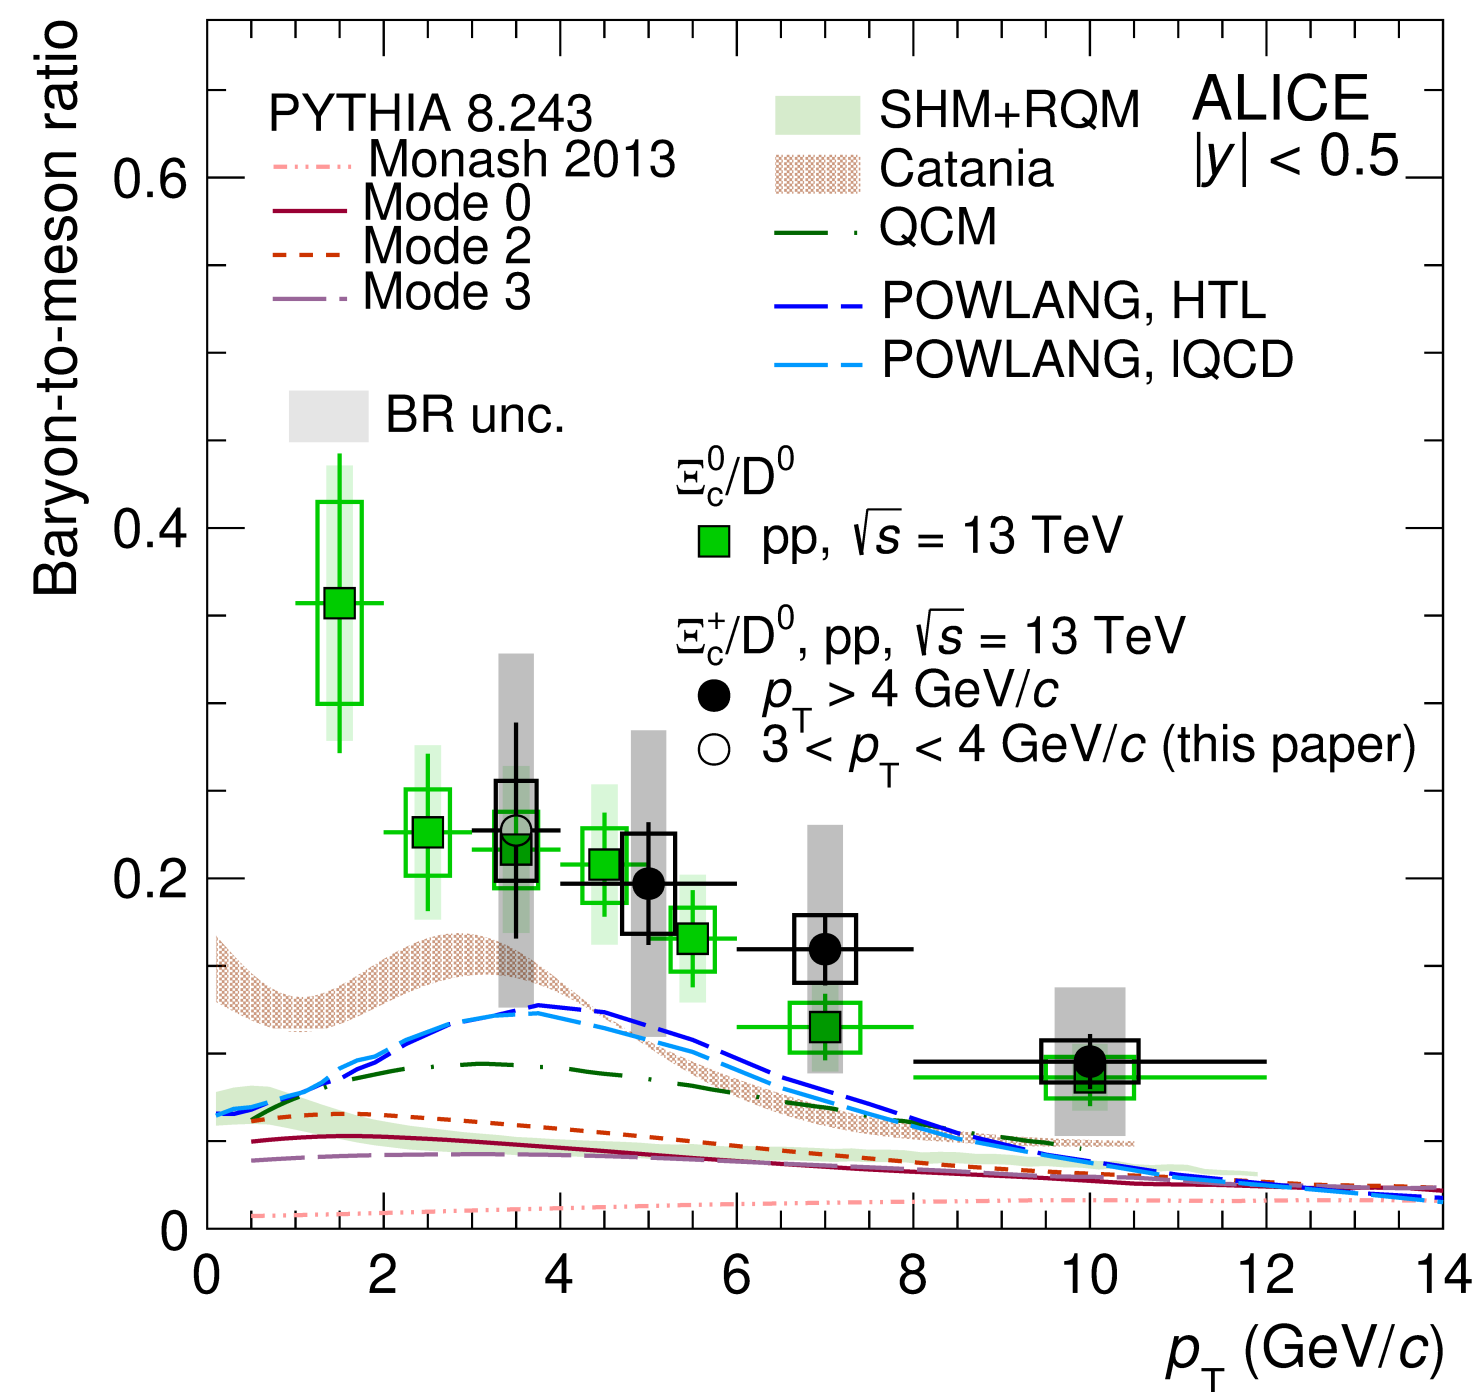 Baryon-to-meson ratio
PYTHIA 8.243
Monash 2013
Mode 0
Mode 2
Mode 3
SHM+RQM
Catania
QCM
POWLANG, HTL
POWLANG, lQCD
ALICE
|y| < 0.5
BR unc.
Ξc0/D0
pp, √s = 13 TeV
Ξc+/D0, pp, √s = 13 TeV
pT > 4 GeV/c
3 < pT < 4 GeV/c (this paper)
0.6
0.4
0.2
0
0 2 4 6 8 10 12 14
pT (GeV/c)